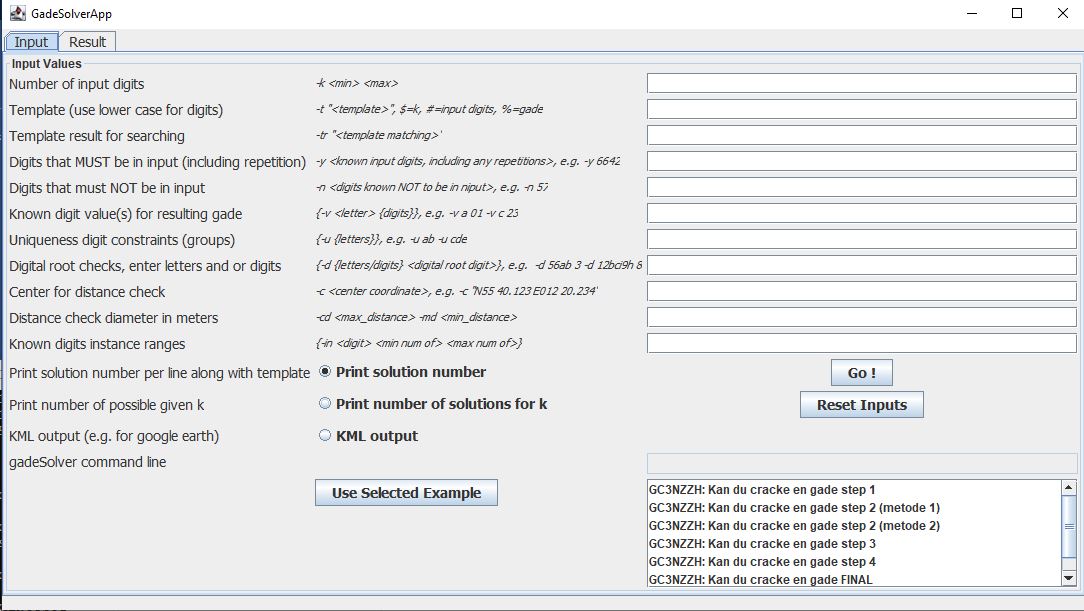 GadeSolverApp
Input Result
Input Values
Number of input digits -k <min> <max>
Template (use lower case for digits) -t "<template>", $=k, #=input digits, %=gade
Template result for searching -tr "<template matching>'
Digits that MUST be in input (including repetition) -y <known input digits, including any repetitions>, e.g. -y 6642
Digits that must NOT be in input -n <digits known NOT to be in niput>, e.g. -n 57
Known digit value(s) for resulting gade {-v <letter> {digits}}, e.g. -v a 01 -v c 23
Uniqueness digit constraints (groups) {-u {letters}}, e.g. -u ab -u cde
Digital root checks, enter letters and or digits {-d {letters/digits} <digital root digit>}, e.g. -d 56ab 3 -d 12bci9h 8
Center for distance check -c <center coordinate>, e.g. -c "N55 40.123 E012 20.234'
Distance check diameter in meters -cd <max_distance> -md <min_distance>
Known digits instance ranges {-in <digit> <min num of> <max num of>}
Print solution number per line along with template Print solution number Go !
Print number of possible given k Print number of solutions for k Reset Inputs
KML output (e.g. for google earth) KML output
gadeSolver command line
Use Selected Example
GC3NZZH: Kan du cracke en gade step 1
GC3NZZH: Kan du cracke en gade step 2 (metode 1)
GC3NZZH: Kan du cracke en gade step 2 (metode 2)
GC3NZZH: Kan du cracke en gade step 3
GC3NZZH: Kan du cracke en gade step 4
GC3NZZH: Kan du cracke en gade FINAL